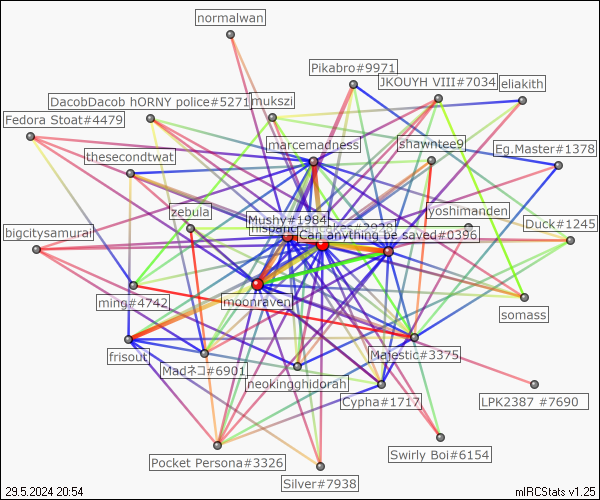 normalwan
Pikabro#9971
JKOUYH VIII#7034
eliakith
DacobDacob hORNY police#5271
mukszi
Fedora Stoat#4479
marcemadness
shawntee9
Eg.Master#1378
thesecondtwat
zebula
Mushy#1984
yoshimanden
Duck#1245
bigcitysamurai
Can anything be saved#0396
ming#4742
moonraven
somass
frisout
Majestic#3375
Madネコ#6901
neokingghidorah
Cypha#1717
LPK2387 #7690
Swirly Boi#6154
Pocket Persona#3326
Silver#7938
29.5.2024 20:54
mIRCStats v1.25